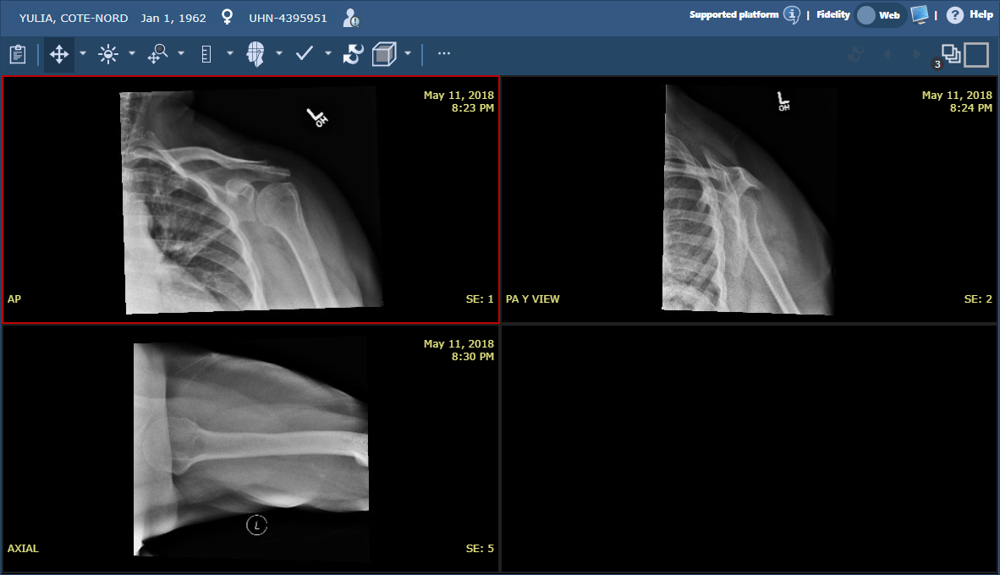 YULIA, COTE-NORD Jan 1, 1962 UHN-4395951
Supported platform | Fidelity Web | ? Help
...
3
May 11, 2018
8:23 PM
L
OH
AP
SE: 1
May 11, 2018
8:24 PM
L
OH
PA Y VIEW
SE: 2
May 11, 2018
8:30 PM
L
AXIAL
SE: 5